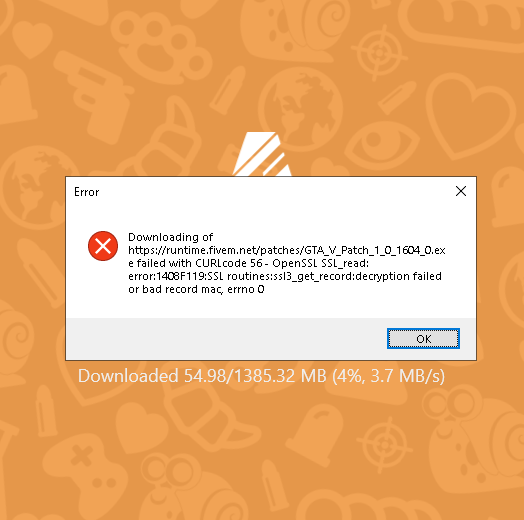 Error
Downloading of
https://runtime.fivem.net/patches/GTA_V_Patch_1_0_1604_0.ex
e failed with CURLcode 56 - OpenSSL SSL_read:
error:1408F119:SSL routines:ssl3_get_record:decryption failed
or bad record mac, errno 0
OK
Downloaded 54.98/1385.32 MB (4%, 3.7 MB/s)